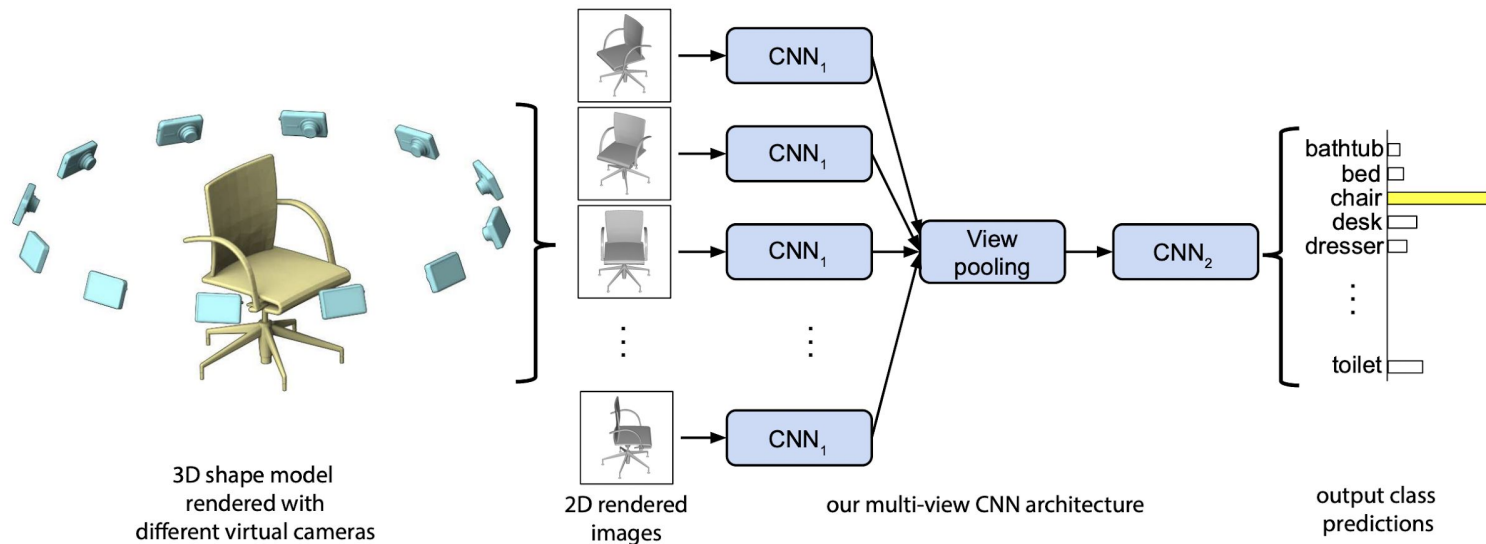 CNN₁
CNN₁
CNN₁
CNN₁
View
pooling
CNN₂
bathtub
bed
chair
desk
dresser
toilet
3D shape model
rendered with
different virtual cameras
2D rendered
images
our multi-view CNN architecture
output class
predictions